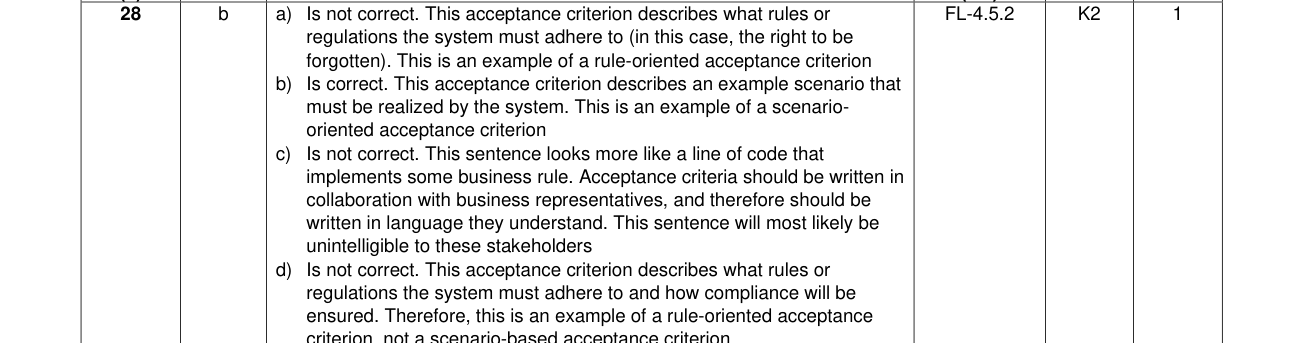 28 b a) Is not correct. This acceptance criterion describes what rules or FL-4.5.2 K2 1
regulations the system must adhere to (in this case, the right to be
forgotten). This is an example of a rule-oriented acceptance criterion
b) Is correct. This acceptance criterion describes an example scenario that
must be realized by the system. This is an example of a scenario-
oriented acceptance criterion
c) Is not correct. This sentence looks more like a line of code that
implements some business rule. Acceptance criteria should be written in
collaboration with business representatives, and therefore should be
written in language they understand. This sentence will most likely be
unintelligible to these stakeholders
d) Is not correct. This acceptance criterion describes what rules or
regulations the system must adhere to and how compliance will be
ensured. Therefore, this is an example of a rule-oriented acceptance
criterion, not a scenario-based acceptance criterion